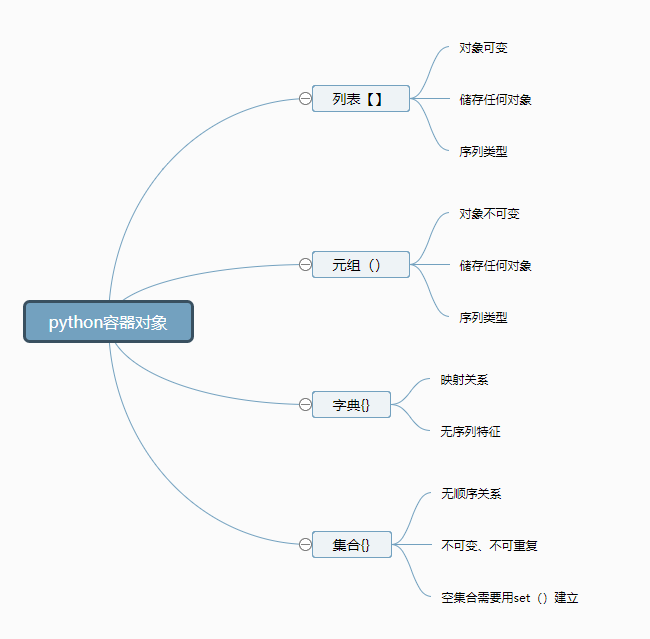 python容器对象
列表【】
对象可变
储存任何对象
序列类型
元组（）
对象不可变
储存任何对象
序列类型
字典{}
映射关系
无序列特征
集合{}
无顺序关系
不可变、不可重复
空集合需要用set（）建立